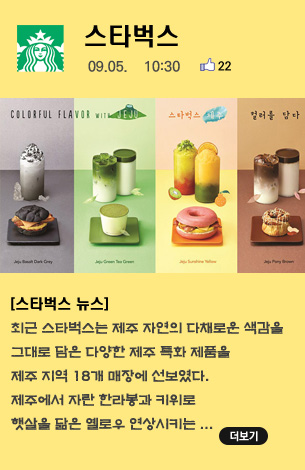 스타벅스
09.05. 10:30 22
COLORFUL FLAVOR WITH JEJU
스타벅스 제주
컬러를 담다
Jeju Beach Dark Gray
Jeju Green Tea Green
Jeju Sunshine Yellow
Jeju Pony Brown
[스타벅스 뉴스]
최근 스타벅스는 제주 자연의 다채로운 색감을
그대로 담은 다양한 제주 특화 제품을
제주 지역 18개 매장에 선보였다.
제주에서 자란 한라봉과 키위로
햇살을 닮은 옐로우 연상시키는 ...
더보기